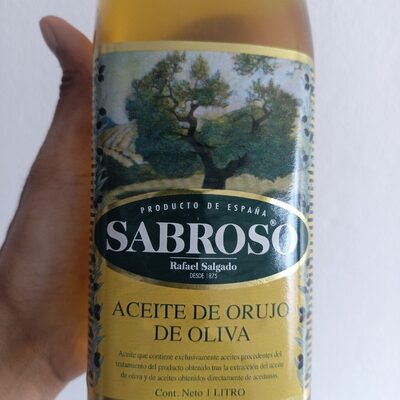 PRODUCTO DE ESPAÑA
SABROSO®
Rafael Salgado
DESDE 1875
ACEITE DE ORUJO
DE OLIVA
Aceite que contiene exclusivamente aceites procedentes del
tratamiento del producto obtenido tras la extracción del aceite
de oliva y de aceites obtenidos directamente de aceitunas.
Cont. Neto 1 LITRO